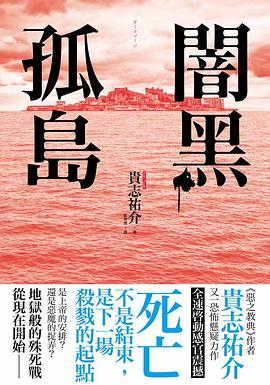 闇黑
孤島
ダークゾーン
貴志祐介
《惡之教典》作者
貴志祐介
又一恐怖懸疑力作
全速啓動感官震撼
死亡
不是結束，
是下一場
殺戮的起點
是上帝的安排？
還是惡魔的捉弄？
地獄般的殊死戰
從現在開始──